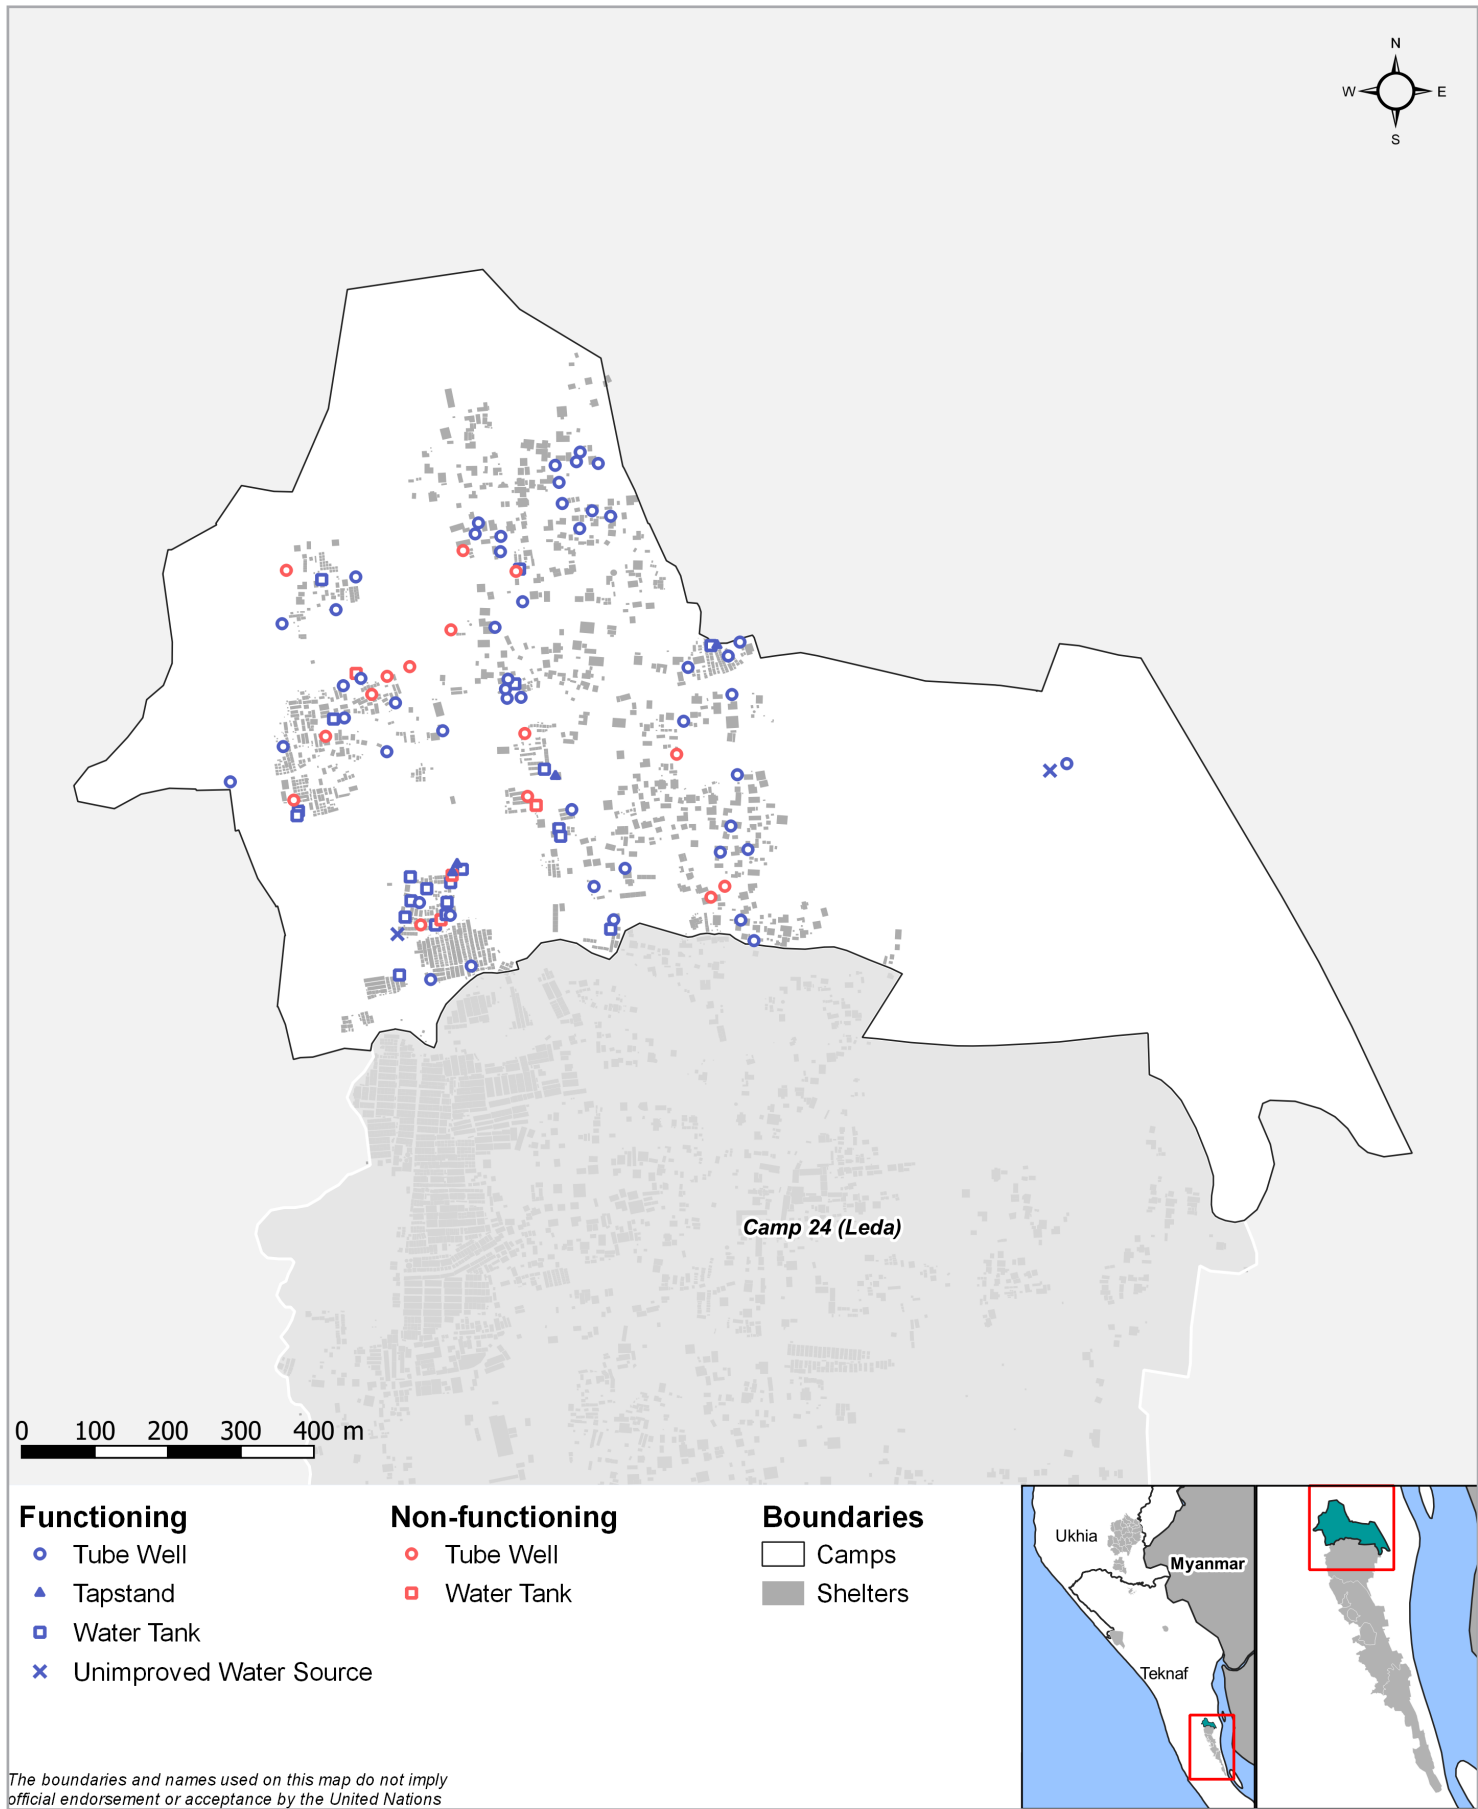 N
W
E
S
Camp 24 (Leda)
0 100 200 300 400 m
Functioning
Tube Well
Tapstand
Water Tank
Unimproved Water Source
Non-functioning
Tube Well
Water Tank
Boundaries
Camps
Shelters
Ukhia
Myanmar
Teknaf
The boundaries and names used on this map do not imply
official endorsement or acceptance by the United Nations